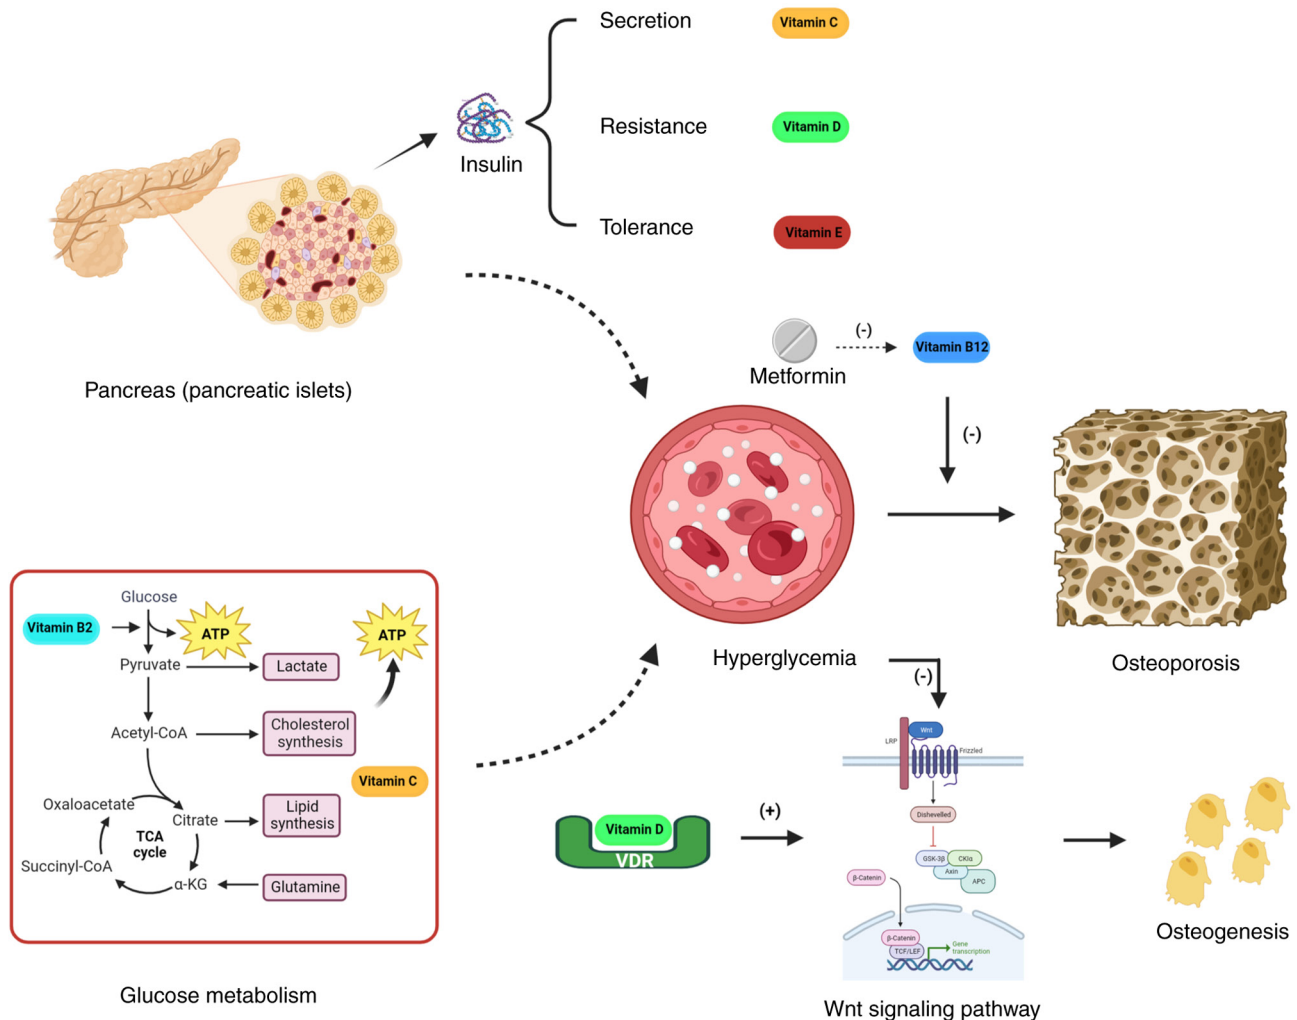 Secretion
Vitamin C
Resistance
Vitamin D
Insulin
Tolerance
Vitamin E
Pancreas (pancreatic islets)
Metformin
(-)
Vitamin B12
(-)
Hyperglycemia
Osteoporosis
(-)
Glucose
Vitamin B2
ATP
ATP
Pyruvate
Lactate
Acetyl-CoA
Cholesterol
synthesis
Vitamin C
Oxaloacetate
Citrate
Lipid
synthesis
TCA
cycle
Succinyl-CoA
α-KG
Glutamine
Glucose metabolism
Vitamin D
VDR
(+)
LRP
Wnt
Frizzled
Dishevelled
GSK-3β
CKIα
Axin
APC
β-Catenin
β-Catenin
TCF/LEF
Gene
transcription
Wnt signaling pathway
Osteogenesis